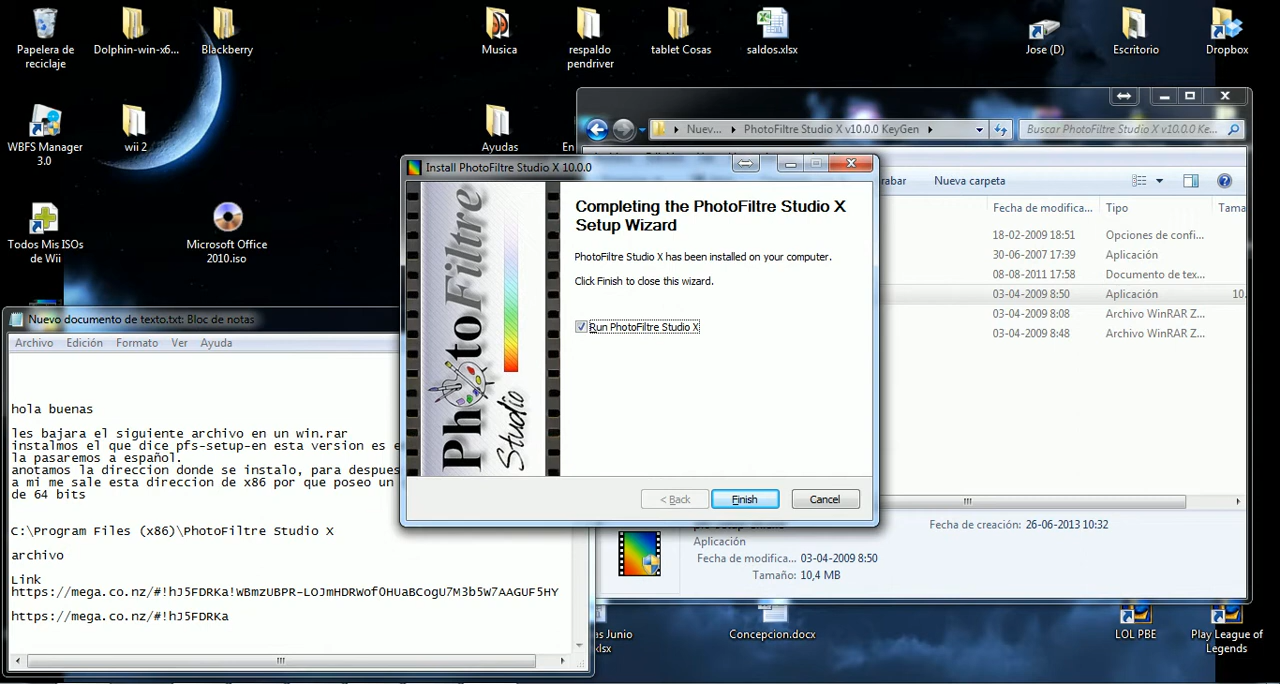 Papelera de
reciclaje
Dolphin-win-x6...
Blackberry
Musica
respaldo
pendriver
tablet Cosas
saldos.xlsx
Jose (D)
Escritorio
Dropbox
WBFS Manager
3.0
wii 2
Ayudas
En
Todos Mis ISOs
de Wii
Microsoft Office
2010.iso
Nuev...
PhotoFiltre Studio X v10.0.0 KeyGen
Buscar PhotoFiltre Studio X v10.0.0 Ke...
Nueva carpeta
Fecha de modifica...
Tipo
Tama
18-02-2009 18:51
Opciones de confi...
30-06-2007 17:39
Aplicación
08-08-2011 17:58
Documento de tex...
03-04-2009 8:50
Aplicación
10.
03-04-2009 8:08
Archivo WinRAR Z...
03-04-2009 8:48
Archivo WinRAR Z...
Fecha de creación: 26-06-2013 10:32
Aplicación
Fecha de modifica... 03-04-2009 8:50
Tamaño: 10,4 MB
Install PhotoFiltre Studio X 10.0.0
PhotoFiltre
Studio
Completing the PhotoFiltre Studio X
Setup Wizard
PhotoFiltre Studio X has been installed on your computer.
Click Finish to close this wizard.
Run PhotoFiltre Studio X
< Back
Finish
Cancel
Nuevo documento de texto.txt: Bloc de notas
Archivo Edición Formato Ver Ayuda
hola buenas
les bajara el siguiente archivo en un win.rar
instalmos el que dice pfs-setup-en esta version es e
la pasaremos a español.
anotamos la direccion donde se instalo, para despues
a mi me sale esta direccion de x86 por que poseo un
de 64 bits
C:\Program Files (x86)\PhotoFiltre Studio X
archivo
Link
https://mega.co.nz/#!hJ5FDRKa!WBmzUBPR-LOJmHDRWofOHUaBCogU7M3b5W7AAGUF5HY
https://mega.co.nz/#!hJ5FDRKa
as Junio
xlsx
Concepcion.docx
LOL PBE
Play League of
Legends